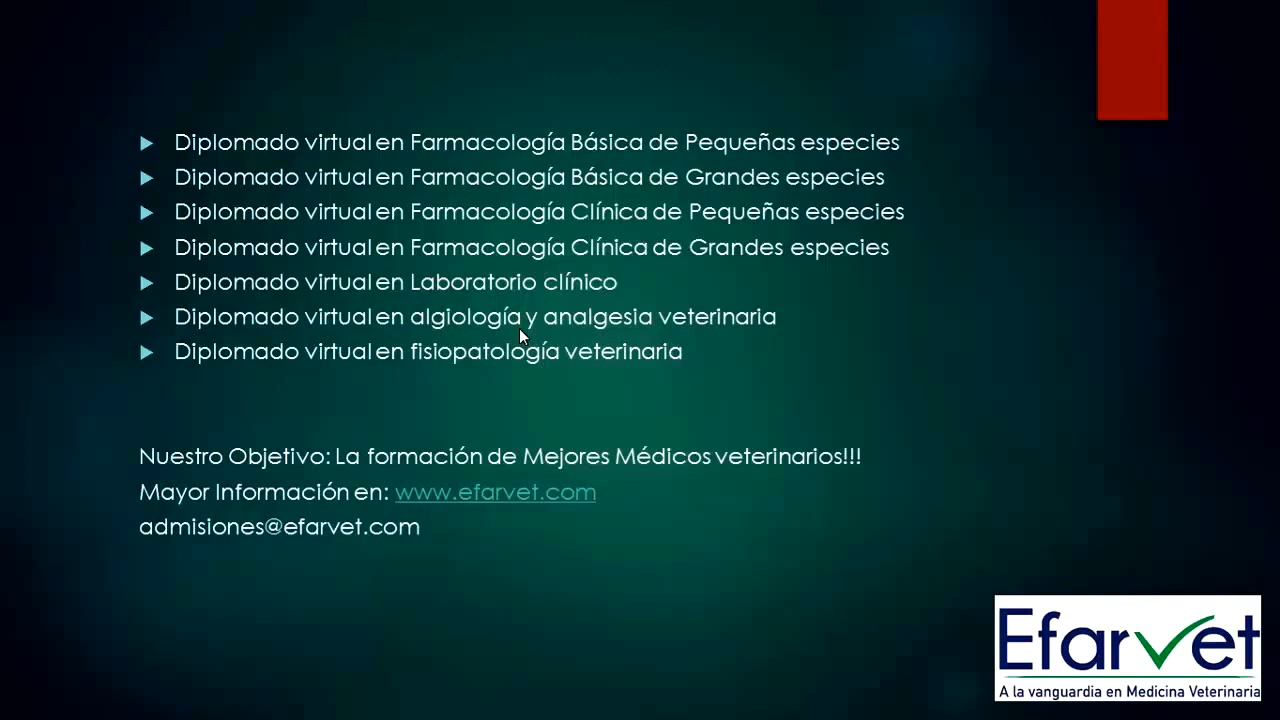 Diplomado virtual en Farmacología Básica de Pequeñas especies
Diplomado virtual en Farmacología Básica de Grandes especies
Diplomado virtual en Farmacología Clínica de Pequeñas especies
Diplomado virtual en Farmacología Clínica de Grandes especies
Diplomado virtual en Laboratorio clínico
Diplomado virtual en algiología y analgesia veterinaria
Diplomado virtual en fisiopatología veterinaria
Nuestro Objetivo: La formación de Mejores Médicos veterinarios!!!
Mayor Información en: www.efarvet.com
admisiones@efarvet.com
Efarvet
A la vanguardia en Medicina Veterinaria